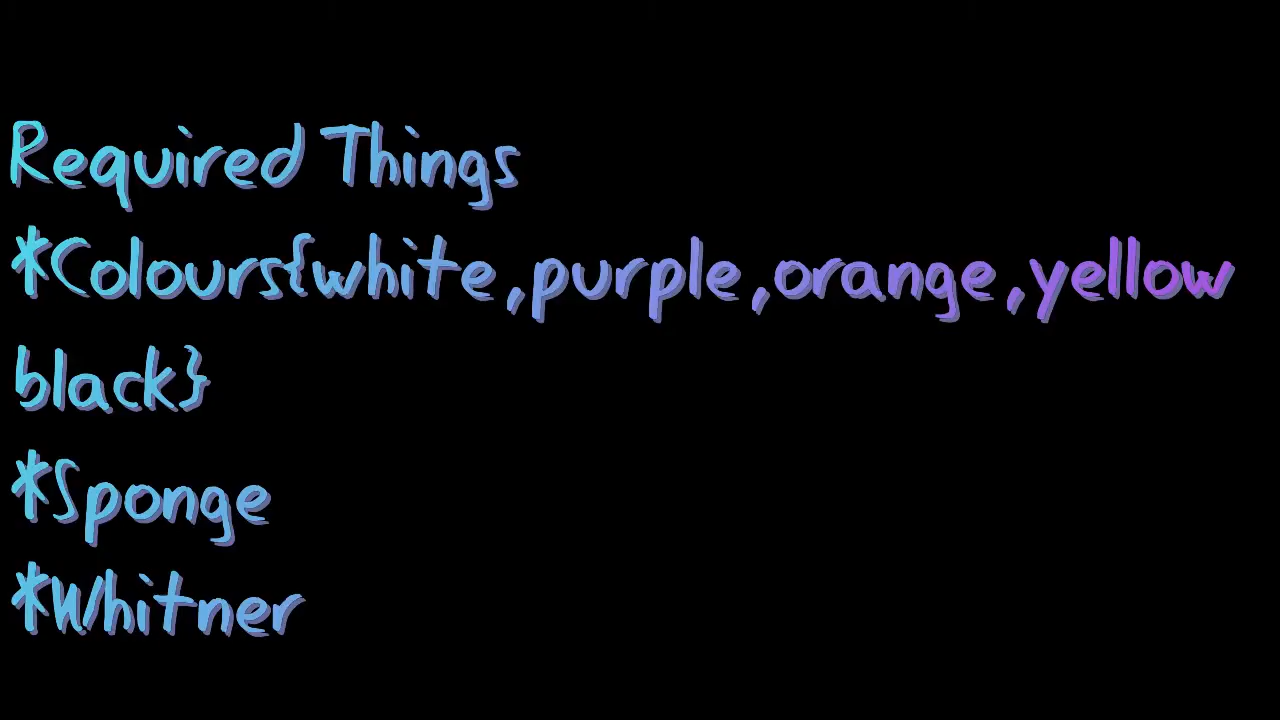 Required Things
*Colours{white,purple,orange,yellow
black}
*Sponge
*Whitner